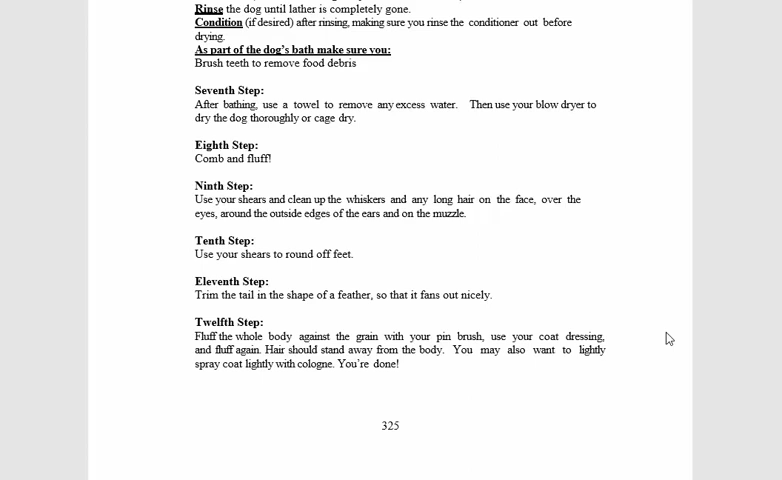 Rinse the dog until lather is completely gone.
Condition (if desired) after rinsing, making sure you rinse the conditioner out before
drying.
As part of the dog's bath make sure you:
Brush teeth to remove food debris
Seventh Step:
After bathing, use a towel to remove any excess water. Then use your blow dryer to
dry the dog thoroughly or cage dry.
Eighth Step:
Comb and fluff!
Ninth Step:
Use your shears and clean up the whiskers and any long hair on the face, over the
eyes, around the outside edges of the ears and on the muzzle.
Tenth Step:
Use your shears to round off feet.
Eleventh Step:
Trim the tail in the shape of a feather, so that it fans out nicely.
Twelfth Step:
Fluff the whole body against the grain with your pin brush, use your coat dressing,
and fluff again. Hair should stand away from the body. You may also want to lightly
spray coat lightly with cologne. You're done!
325